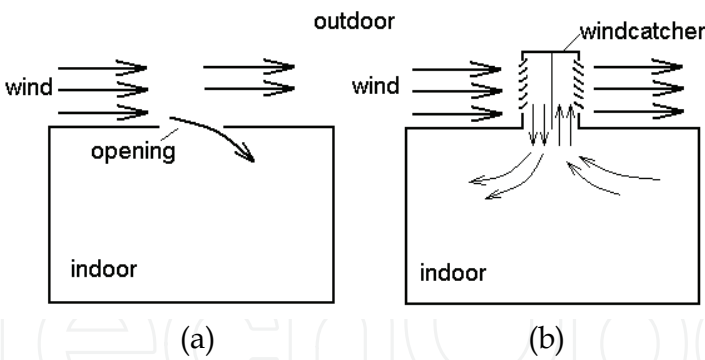 outdoor
wind
opening
indoor
(a)
windcatcher
wind
indoor
(b)